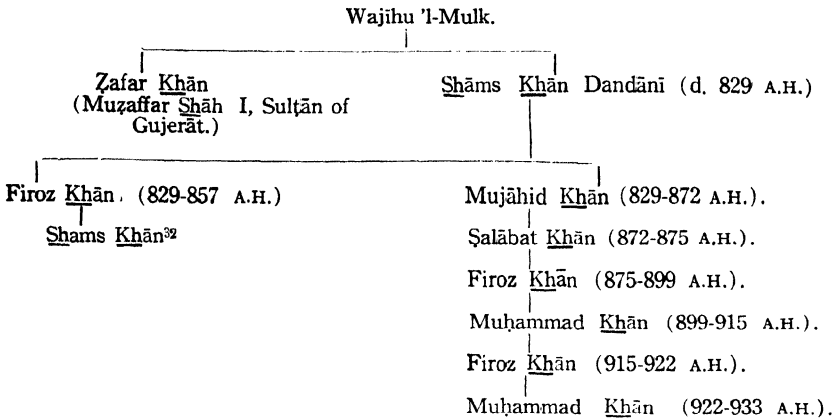 Wajīhu 'l-Mulk.
Ẓafar Khān
(Muẓaffar Shāh I, Sulṭān of
Gujerāt.)
Shāms Khān Dandānī (d. 829 A.H.)
Firoz Khān. (829-857 A.H.)
Shams Khān³²
Mujāhid Khān (829-872 A.H.).
Ṣalābat Khān (872-875 A.H.).
Firoz Khān (875-899 A.H.).
Muḥammad Khān (899-915 A.H.).
Firoz Khān (915-922 A.H.).
Muḥammad Khān (922-933 A.H.).